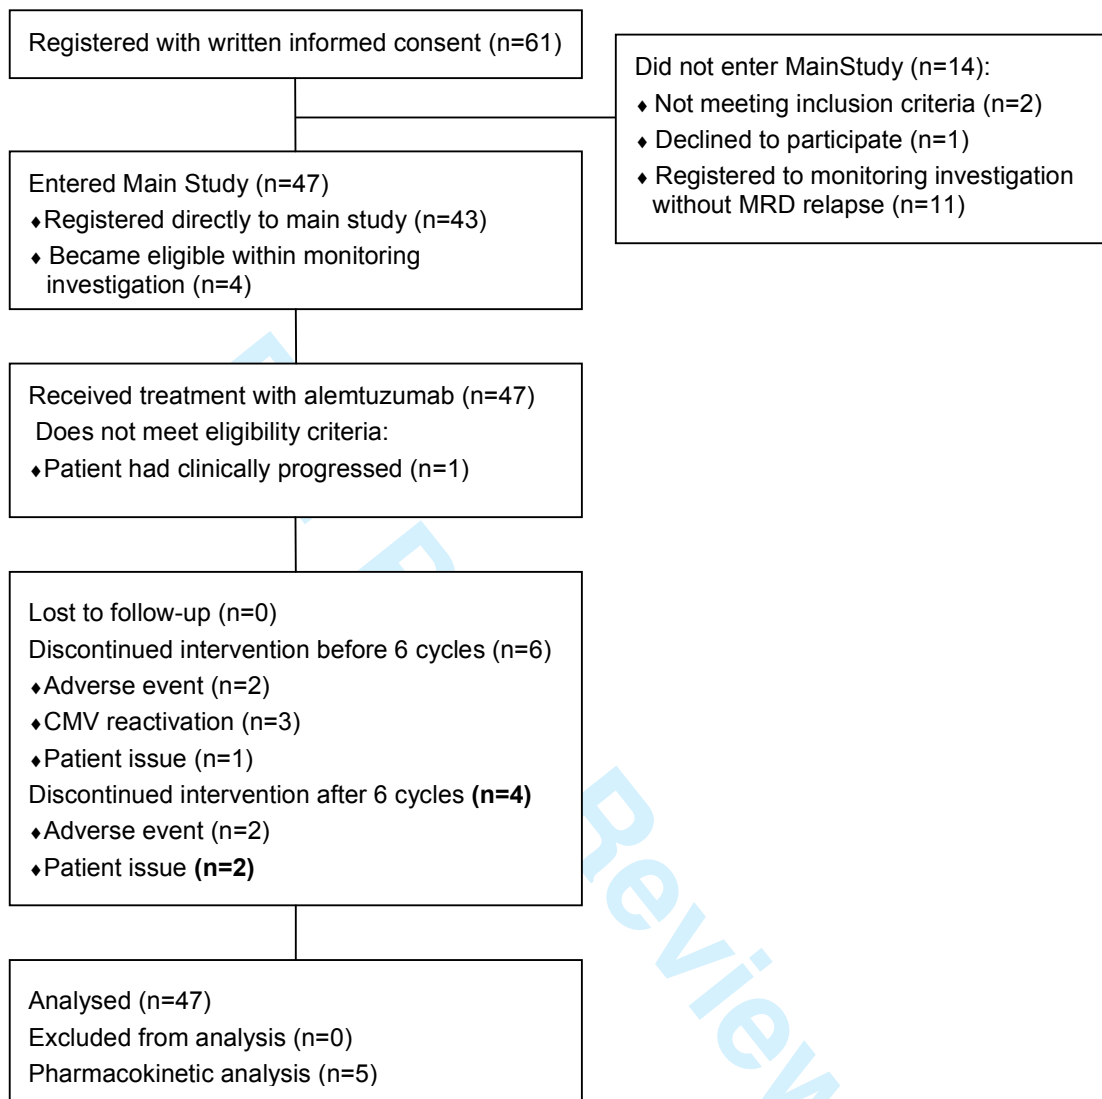 Registered with written informed consent (n=61)
Did not enter MainStudy (n=14):
♦ Not meeting inclusion criteria (n=2)
♦ Declined to participate (n=1)
♦ Registered to monitoring investigation
without MRD relapse (n=11)
Entered Main Study (n=47)
♦Registered directly to main study (n=43)
♦ Became eligible within monitoring
investigation (n=4)
Received treatment with alemtuzumab (n=47)
Does not meet eligibility criteria:
♦Patient had clinically progressed (n=1)
Lost to follow-up (n=0)
Discontinued intervention before 6 cycles (n=6)
♦Adverse event (n=2)
♦CMV reactivation (n=3)
♦Patient issue (n=1)
Discontinued intervention after 6 cycles (n=4)
♦Adverse event (n=2)
♦Patient issue (n=2)
Analysed (n=47)
Excluded from analysis (n=0)
Pharmacokinetic analysis (n=5)
Review